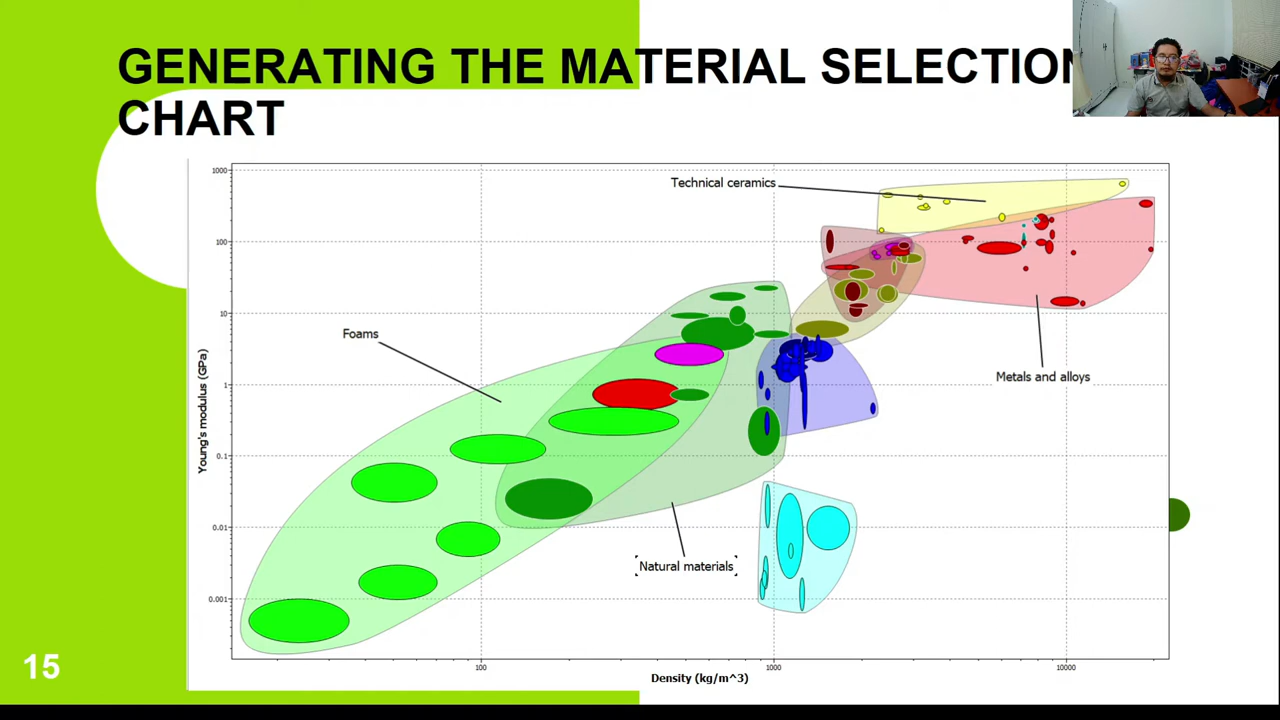 GENERATING THE MATERIAL SELECTION
CHART
Technical ceramics
Foams
Metals and alloys
Natural materials
Young's modulus (GPa)
1000
100
10
1
0.1
0.01
0.001
100
1000
10000
Density (kg/m^3)
15